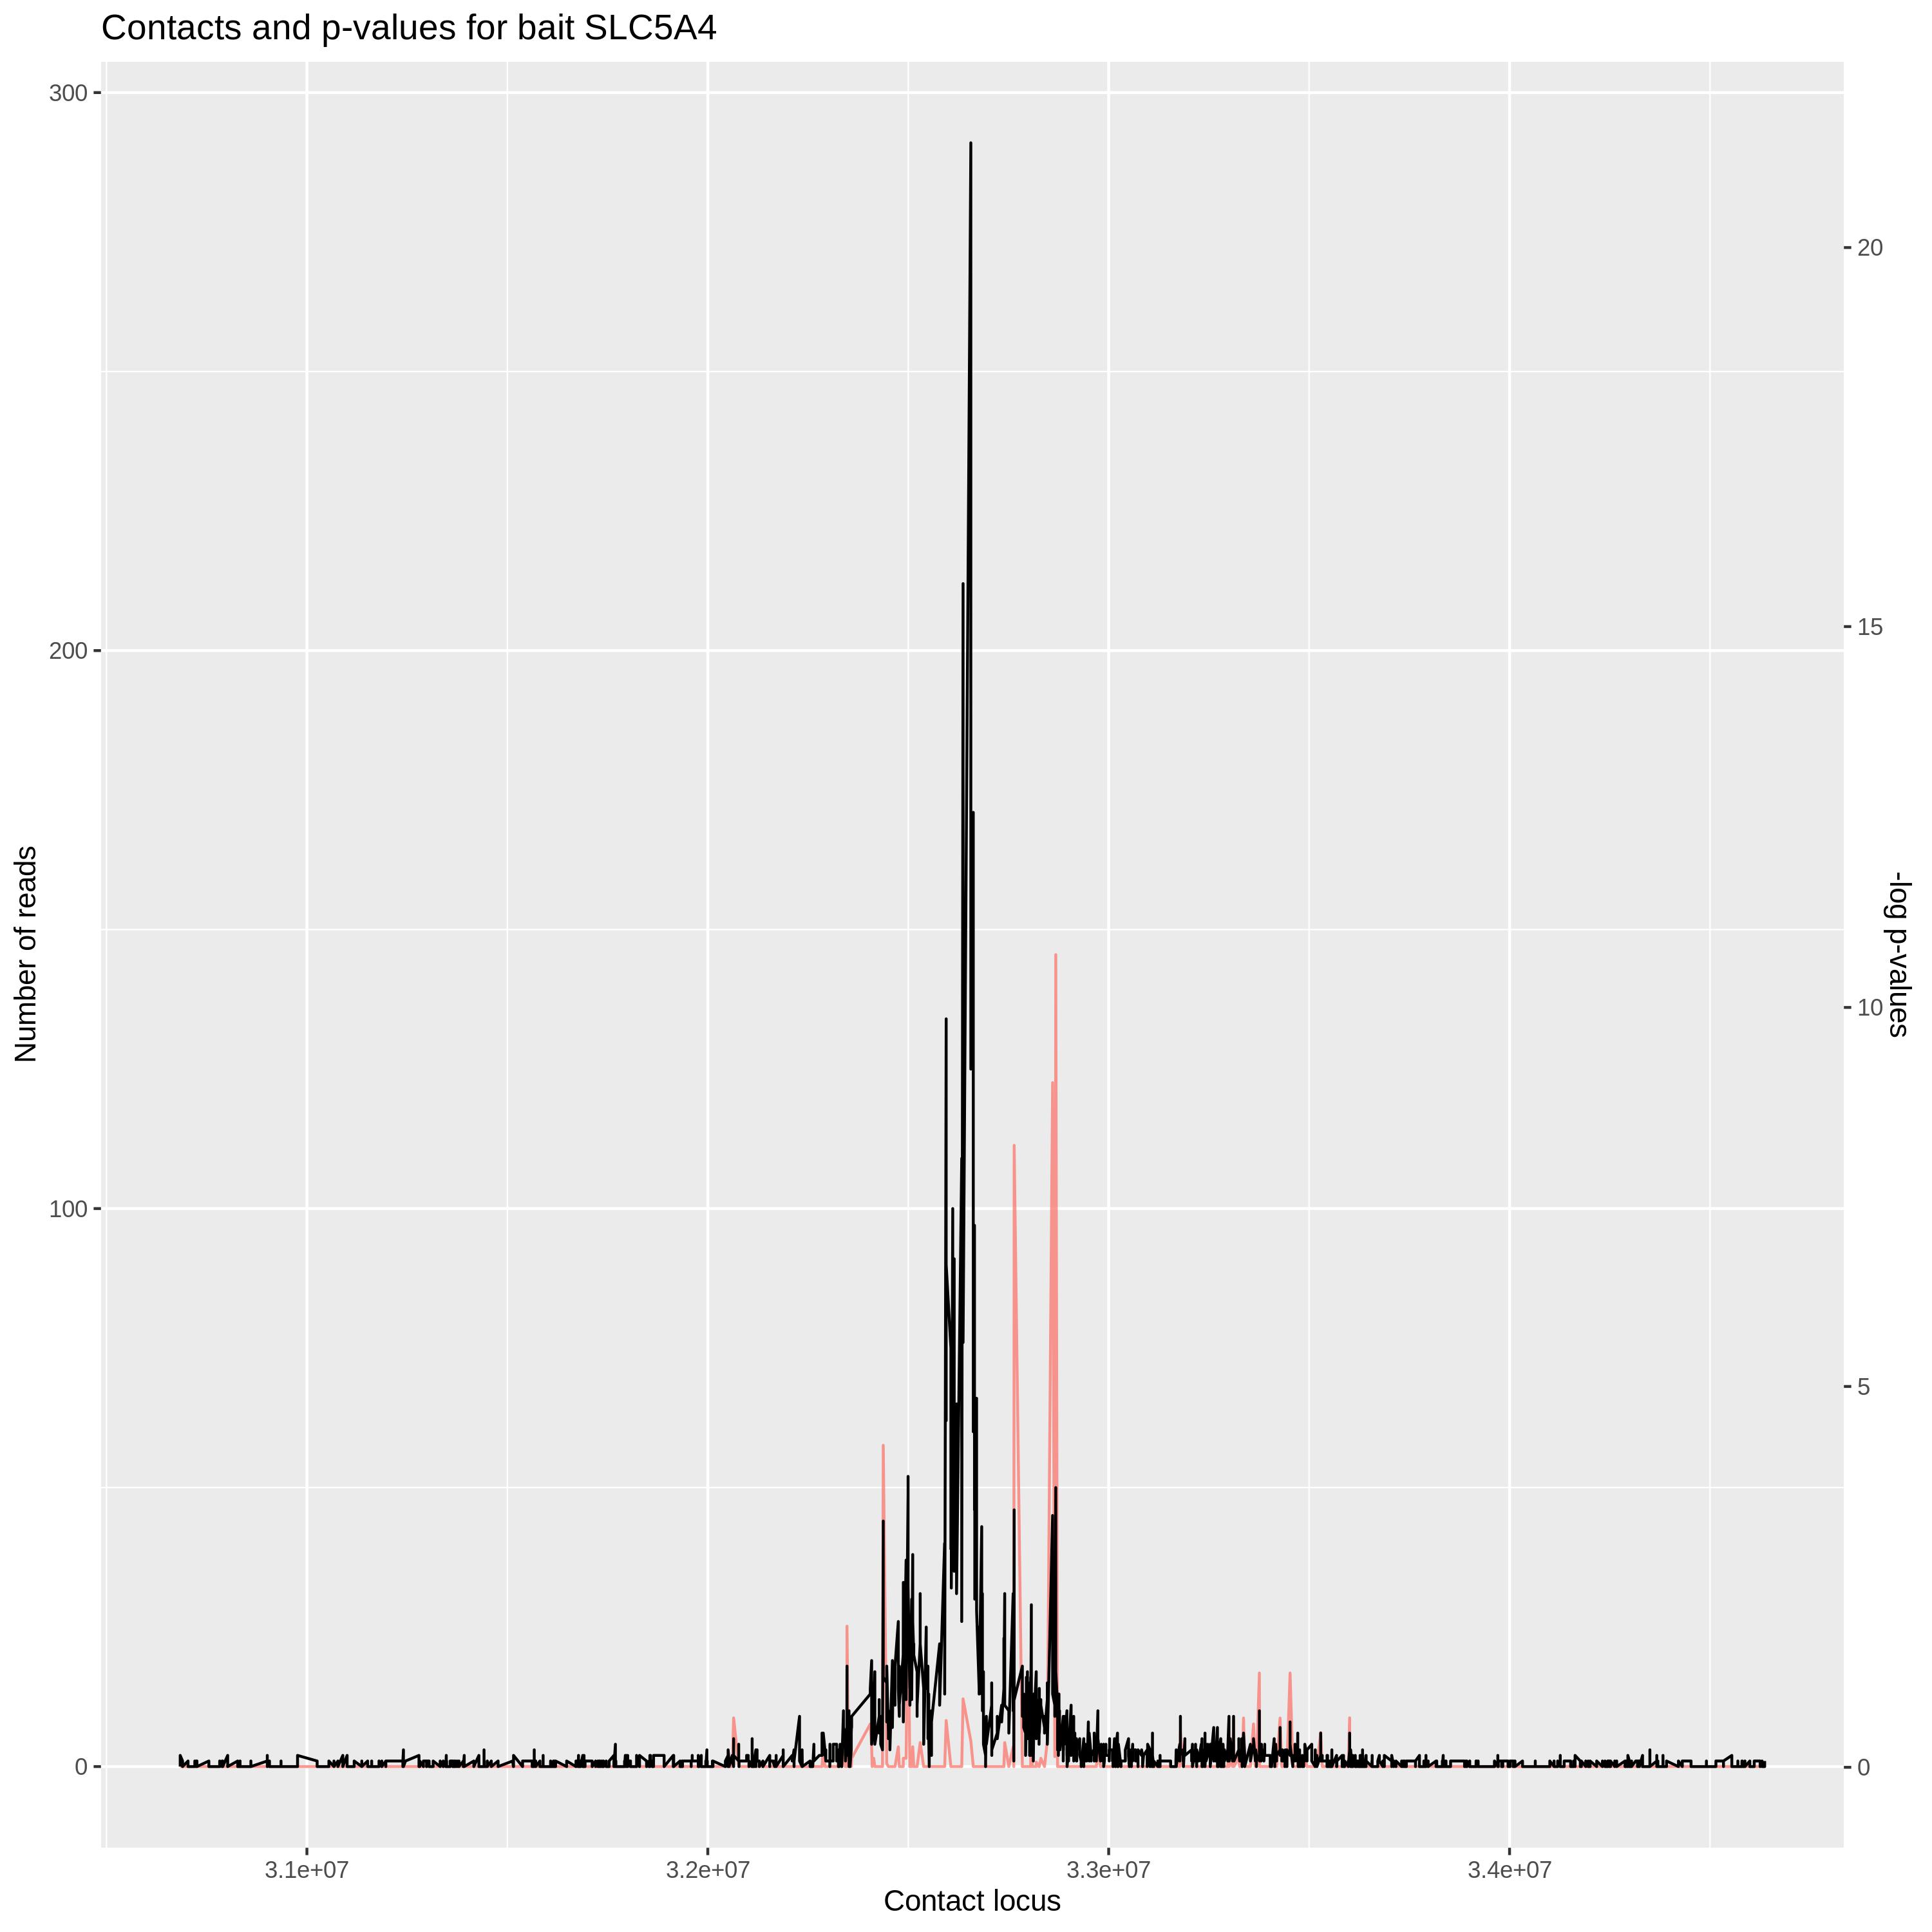 Contacts and p-values for bait SLC5A4
300
200
100
0
Number of reads
20
15
10
5
0
-log p-values
3.1e+07 3.2e+07 3.3e+07 3.4e+07
Contact locus